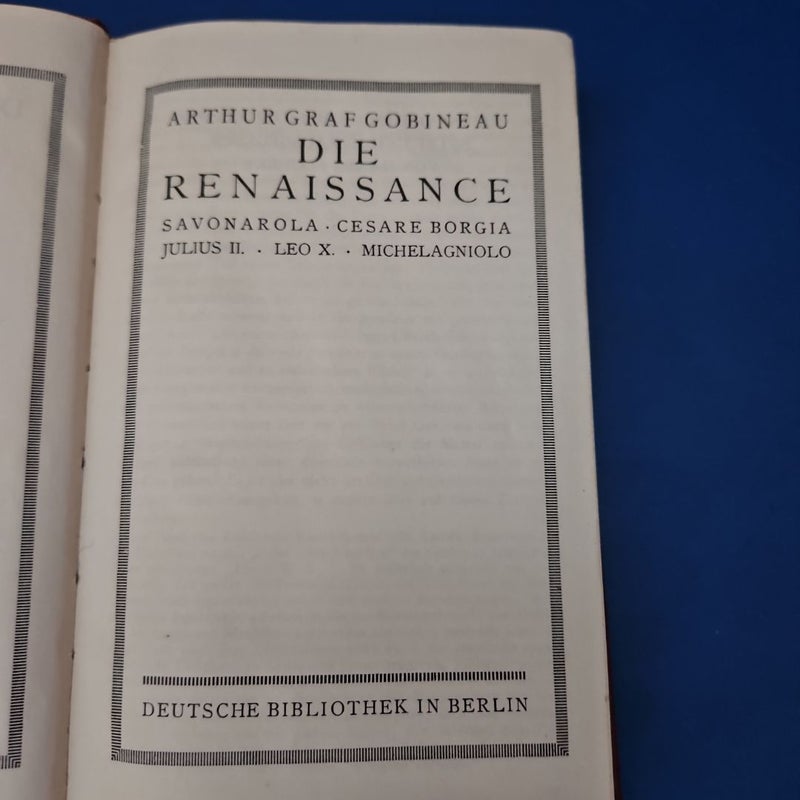 ARTHUR GRAF GOBINEAU
DIE
RENAISSANCE
SAVONAROLA · CESARE BORGIA
JULIUS II. · LEO X. · MICHELAGNIOLO
DEUTSCHE BIBLIOTHEK IN BERLIN